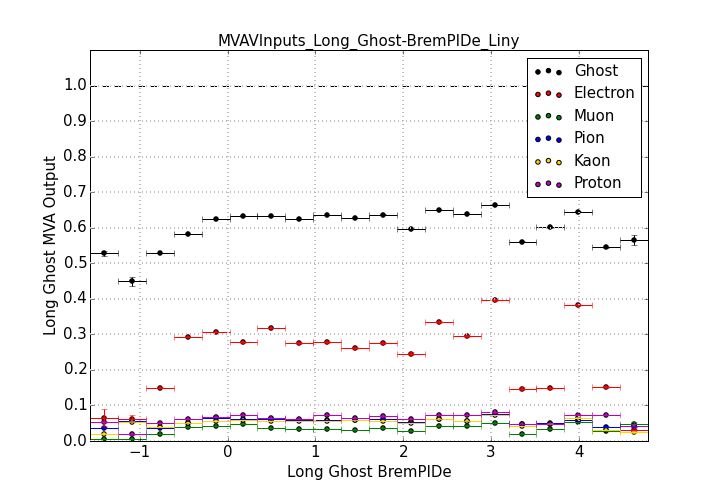 MVAVInputs_Long_Ghost-BremPIDe_Liny
1.0
0.9
0.8
0.7
0.6
0.5
0.4
0.3
0.2
0.1
0.0
Long Ghost MVA Output
Ghost
Electron
Muon
Pion
Kaon
Proton
−1 0 1 2 3 4
Long Ghost BremPIDe